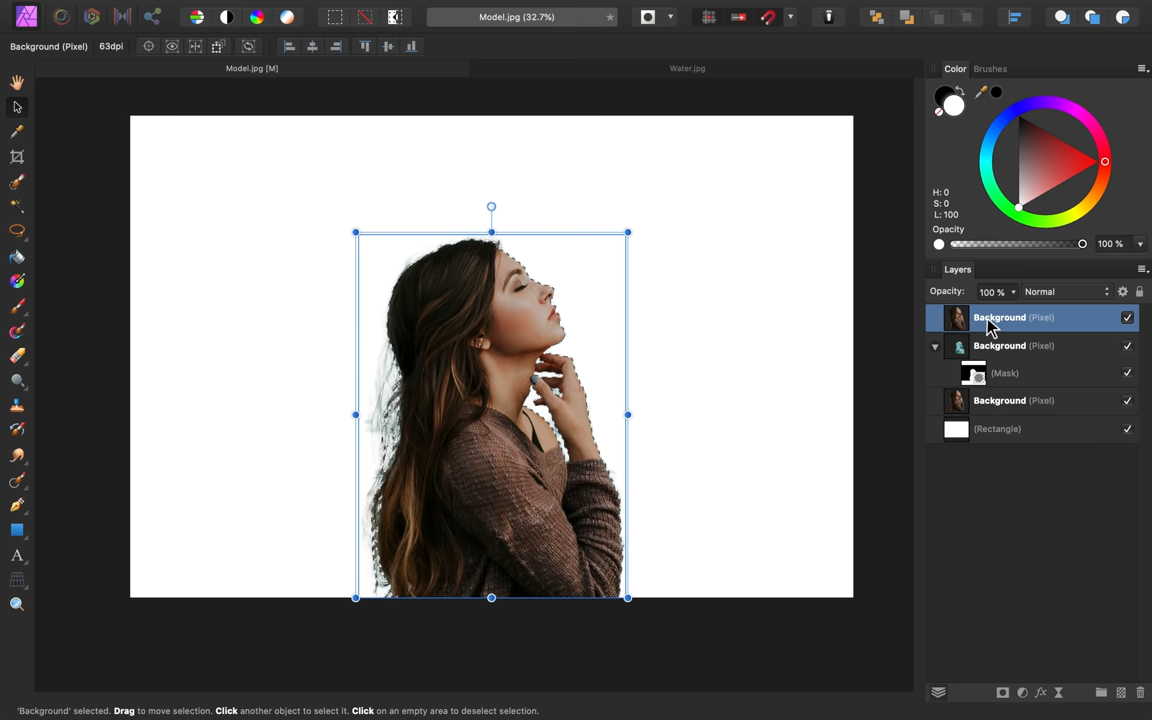 Model.jpg (32.7%)
Background (Pixel) 63dpi
Model.jpg [M]
Water.jpg
Color Brushes
H: 0
S: 0
L: 100
Opacity
100 %
Layers
Opacity: 100 % Normal
Background (Pixel)
Background (Pixel)
(Mask)
Background (Pixel)
(Rectangle)
'Background' selected. Drag to move selection. Click another object to select it. Click on an empty area to deselect selection.